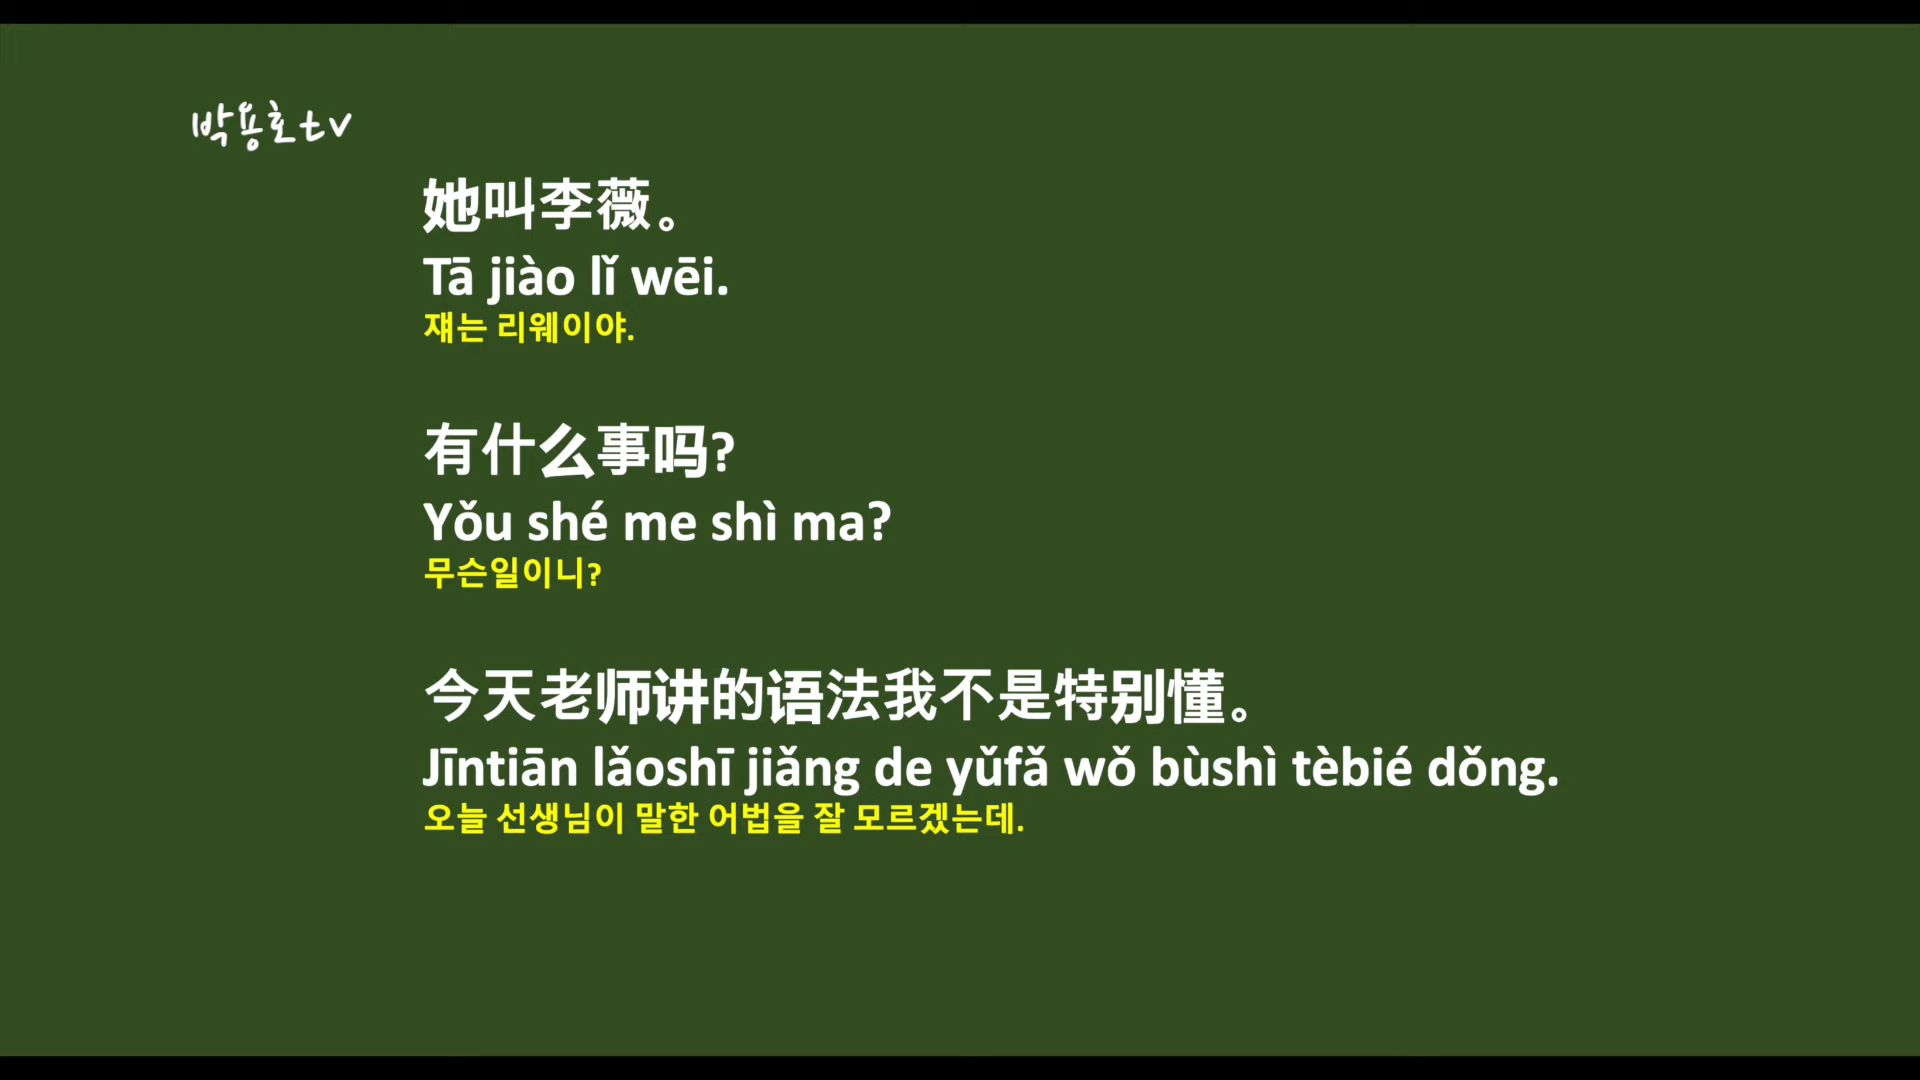 박용호tv
她叫李薇。
Tā jiào lǐ wēi.
쟤는 리웨이야.
有什么事吗?
Yǒu shé me shì ma?
무슨일이니?
今天老师讲的语法我不是特别懂。
Jīntiān lǎoshī jiǎng de yǔfǎ wǒ bùshì tèbié dǒng.
오늘 선생님이 말한 어법을 잘 모르겠는데.